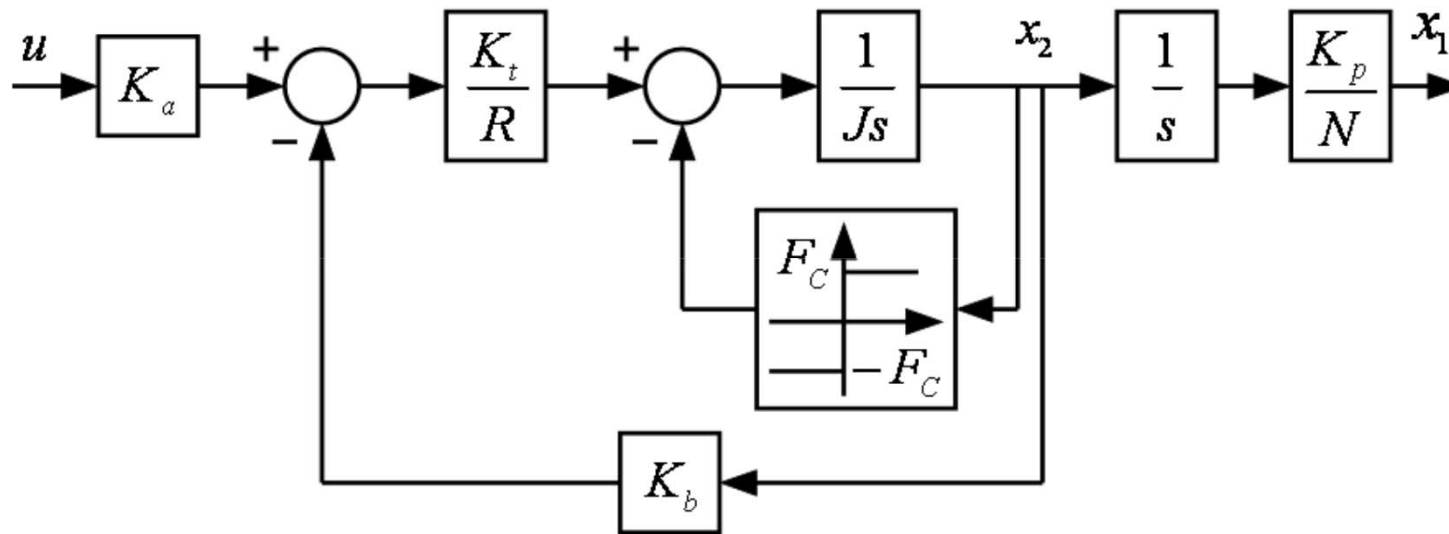 u
K_a
+
−
K_t
R
+
−
1
Js
x_2
1
s
K_p
N
x_1
F_C
−F_C
K_b